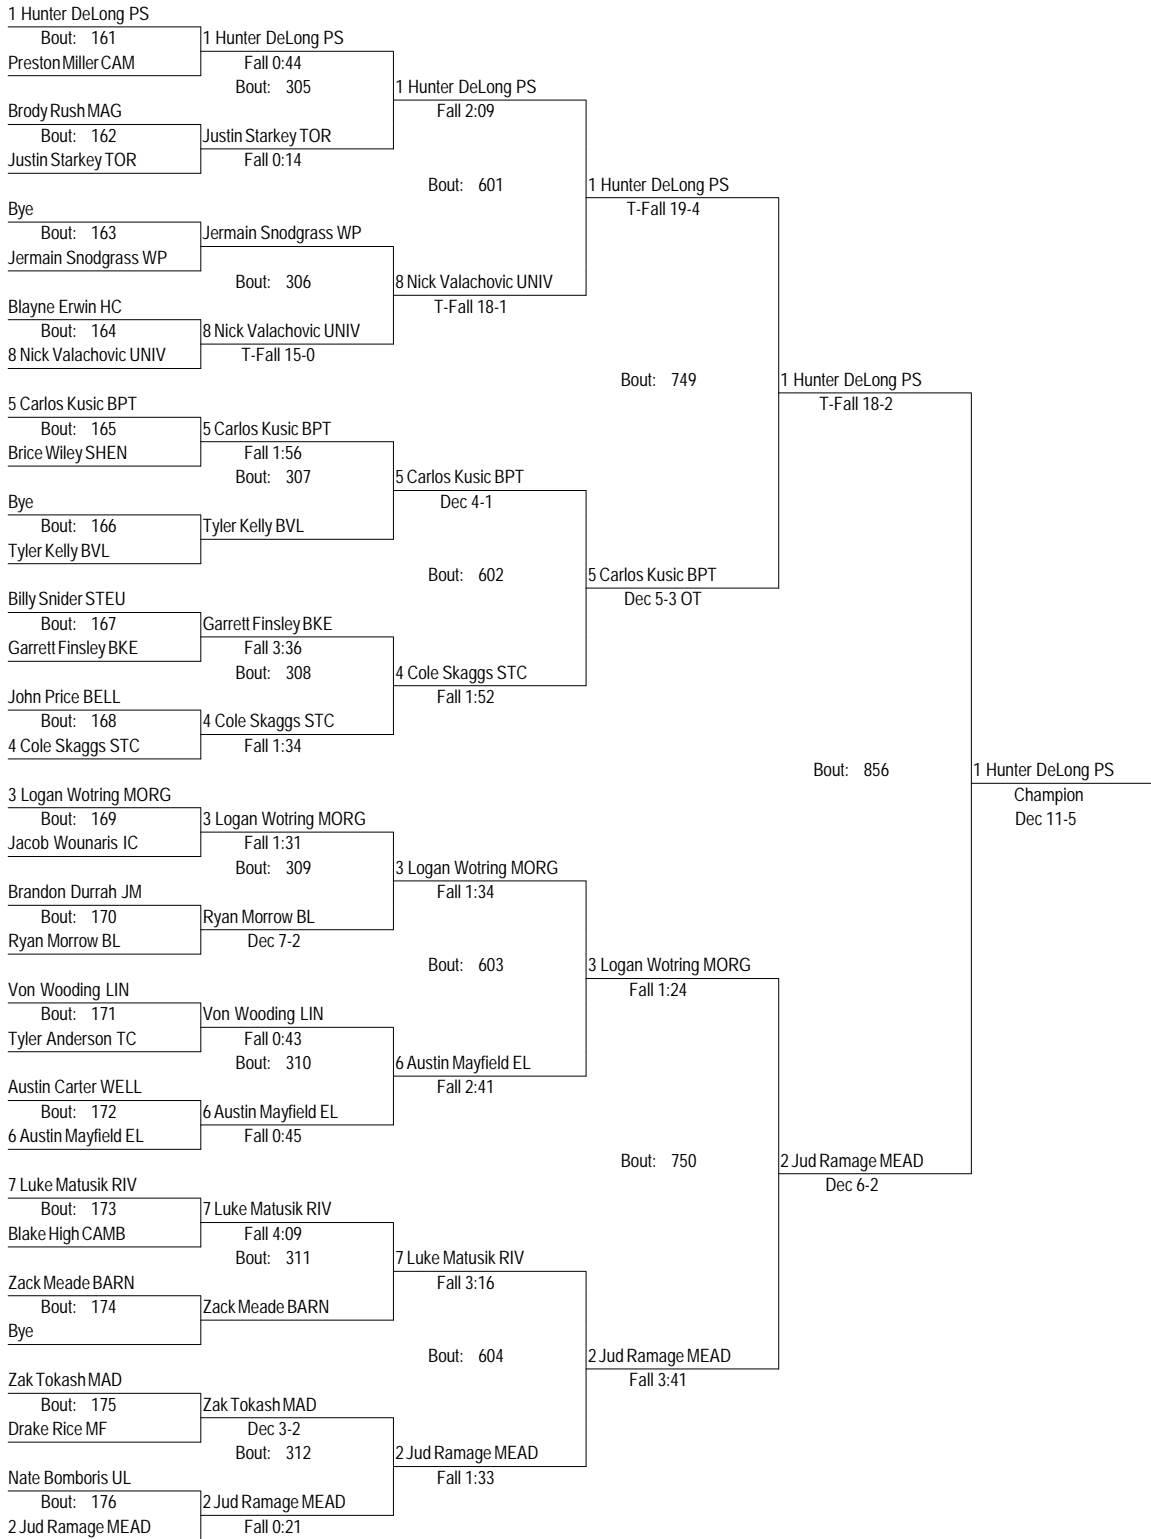 1 Hunter DeLong PS
Bout: 161
Preston Miller CAM
Brody Rush MAG
Bout: 162
Justin Starkey TOR
Bye
Bout: 163
Jermain Snodgrass WP
Blayne Erwin HC
Bout: 164
8 Nick Valachovic UNIV
5 Carlos Kusic BPT
Bout: 165
Brice Wiley SHEN
Bye
Bout: 166
Tyler Kelly BVL
Billy Snider STEU
Bout: 167
Garrett Finsley BKE
John Price BELL
Bout: 168
4 Cole Skaggs STC
3 Logan Wotring MORG
Bout: 169
Jacob Wounaris IC
Brandon Durrah JM
Bout: 170
Ryan Morrow BL
Von Wooding LIN
Bout: 171
Tyler Anderson TC
Austin Carter WELL
Bout: 172
6 Austin Mayfield EL
7 Luke Matusik RIV
Bout: 173
Blake High CAMB
Zack Meade BARN
Bout: 174
Bye
Zak Tokash MAD
Bout: 175
Drake Rice MF
Nate Bomboris UL
Bout: 176
2 Jud Ramage MEAD
1 Hunter DeLong PS
Fall 0:44
Bout: 305
Justin Starkey TOR
Fall 0:14
Jermain Snodgrass WP
Bout: 306
8 Nick Valachovic UNIV
T-Fall 15-0
5 Carlos Kusic BPT
Fall 1:56
Bout: 307
Tyler Kelly BVL
Garrett Finsley BKE
Fall 3:36
Bout: 308
4 Cole Skaggs STC
Fall 1:34
3 Logan Wotring MORG
Fall 1:31
Bout: 309
Ryan Morrow BL
Dec 7-2
Von Wooding LIN
Fall 0:43
Bout: 310
6 Austin Mayfield EL
Fall 0:45
7 Luke Matusik RIV
Fall 4:09
Bout: 311
Zack Meade BARN
Zak Tokash MAD
Dec 3-2
Bout: 312
2 Jud Ramage MEAD
Fall 0:21
1 Hunter DeLong PS
Fall 2:09
Bout: 601
8 Nick Valachovic UNIV
T-Fall 18-1
5 Carlos Kusic BPT
Dec 4-1
Bout: 602
4 Cole Skaggs STC
Fall 1:52
3 Logan Wotring MORG
Fall 1:34
Bout: 603
6 Austin Mayfield EL
Fall 2:41
7 Luke Matusik RIV
Fall 3:16
Bout: 604
2 Jud Ramage MEAD
Fall 1:33
1 Hunter DeLong PS
T-Fall 19-4
Bout: 749
5 Carlos Kusic BPT
Dec 5-3 OT
3 Logan Wotring MORG
Fall 1:24
Bout: 750
2 Jud Ramage MEAD
Fall 3:41
1 Hunter DeLong PS
T-Fall 18-2
Bout: 856
2 Jud Ramage MEAD
Dec 6-2
1 Hunter DeLong PS
Champion
Dec 11-5